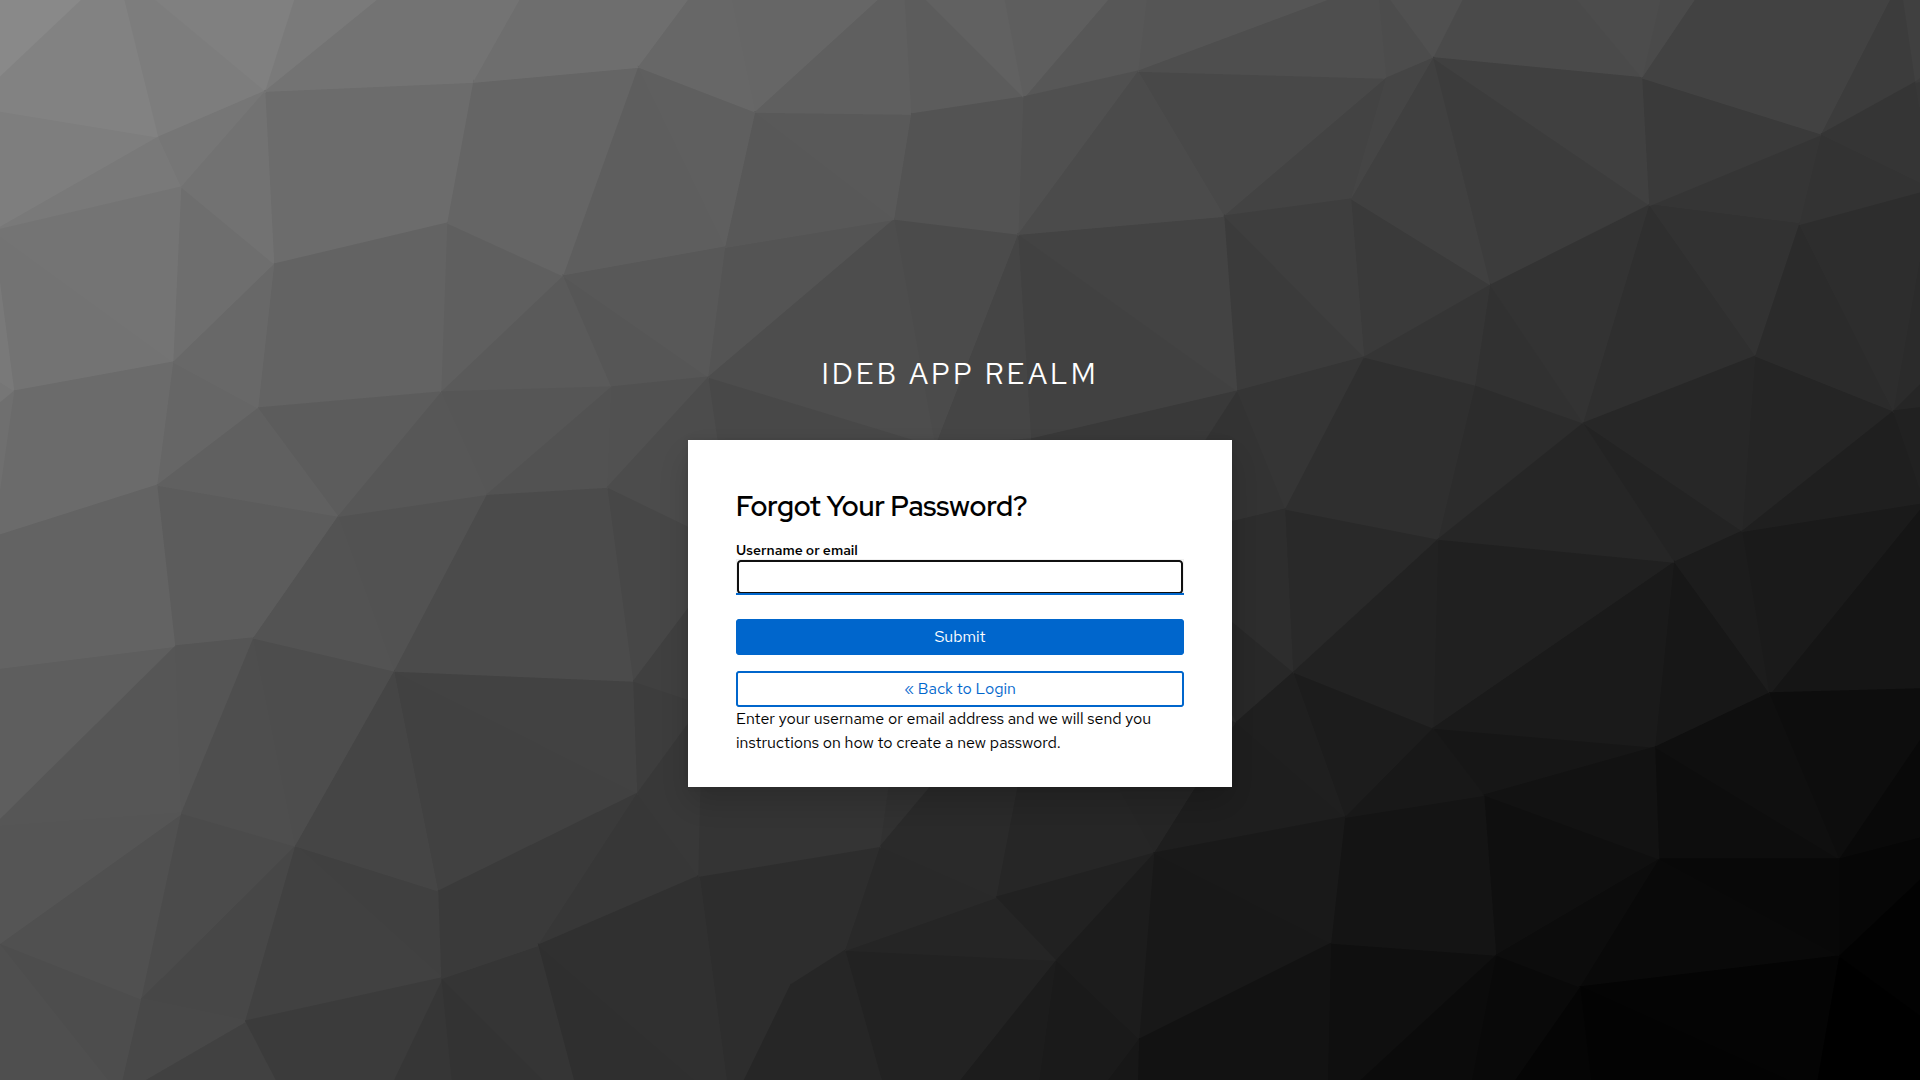 IDEB APP REALM
Forgot Your Password?
Username or email
Submit
« Back to Login
Enter your username or email address and we will send you
instructions on how to create a new password.